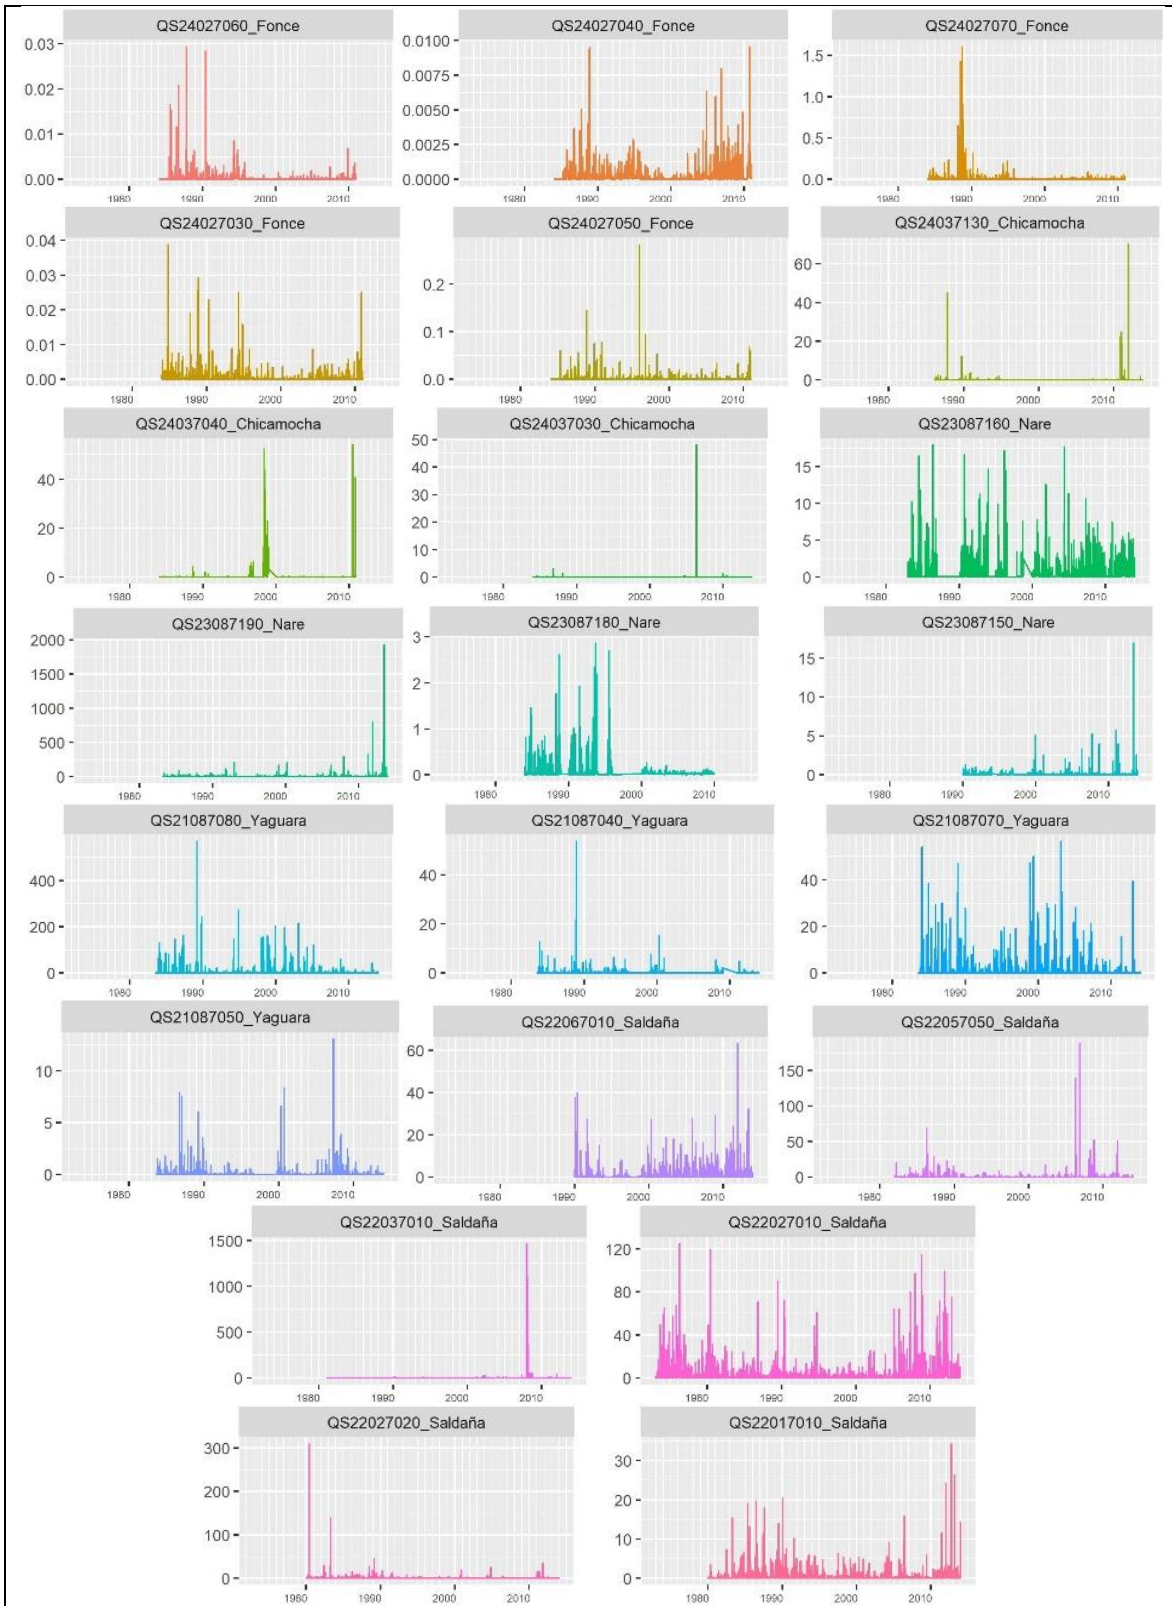 QS24027060_Fonce
0.03
0.02
0.01
0.00
1980 1990 2000 2010
QS24027040_Fonce
0.0100
0.0075
0.0050
0.0025
0.0000
1980 1990 2000 2010
QS24027070_Fonce
1.5
1.0
0.5
0.0
1980 1990 2000 2010
QS24027030_Fonce
0.04
0.03
0.02
0.01
0.00
1980 1990 2000 2010
QS24027050_Fonce
0.2
0.1
0.0
1980 1990 2000 2010
QS24037130_Chicamocha
60
40
20
0
1980 1990 2000 2010
QS24037040_Chicamocha
40
20
0
1980 1990 2000 2010
QS24037030_Chicamocha
50
40
30
20
10
0
1980 1990 2000 2010
QS23087160_Nare
15
10
5
0
1980 1990 2000 2010
QS23087190_Nare
2000
1500
1000
500
0
1980 1990 2000 2010
QS23087180_Nare
3
2
1
0
1980 1990 2000 2010
QS23087150_Nare
15
10
5
0
1980 1990 2000 2010
QS21087080_Yaguara
400
200
0
1980 1990 2000 2010
QS21087040_Yaguara
40
20
0
1980 1990 2000 2010
QS21087070_Yaguara
40
20
0
1980 1990 2000 2010
QS21087050_Yaguara
10
5
0
1980 1990 2000 2010
QS22067010_Saldaña
60
40
20
0
1980 1990 2000 2010
QS22057050_Saldaña
150
100
50
0
1980 1990 2000 2010
QS22037010_Saldaña
1500
1000
500
0
1980 1990 2000 2010
QS22027010_Saldaña
120
80
40
0
1980 1990 2000 2010
QS22027020_Saldaña
300
200
100
0
1980 1990 2000 2010
QS22017010_Saldaña
30
20
10
0
1980 1990 2000 2010